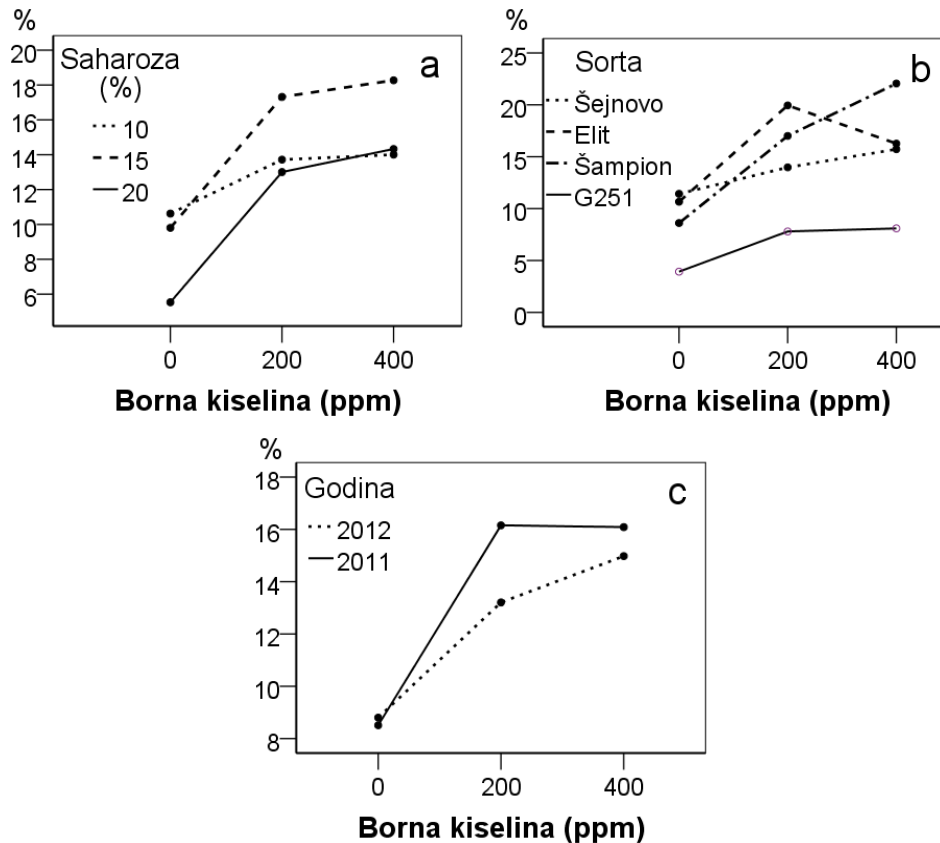 %
20
18
16
14
12
10
8
6
Saharoza
(%)
10
15
20
a
0 200 400
Borna kiselina (ppm)
%
25
20
15
10
5
0
Sorta
Šejnovo
Elit
Šampion
G251
b
0 200 400
Borna kiselina (ppm)
%
18
16
14
12
10
8
Godina
2012
2011
c
0 200 400
Borna kiselina (ppm)